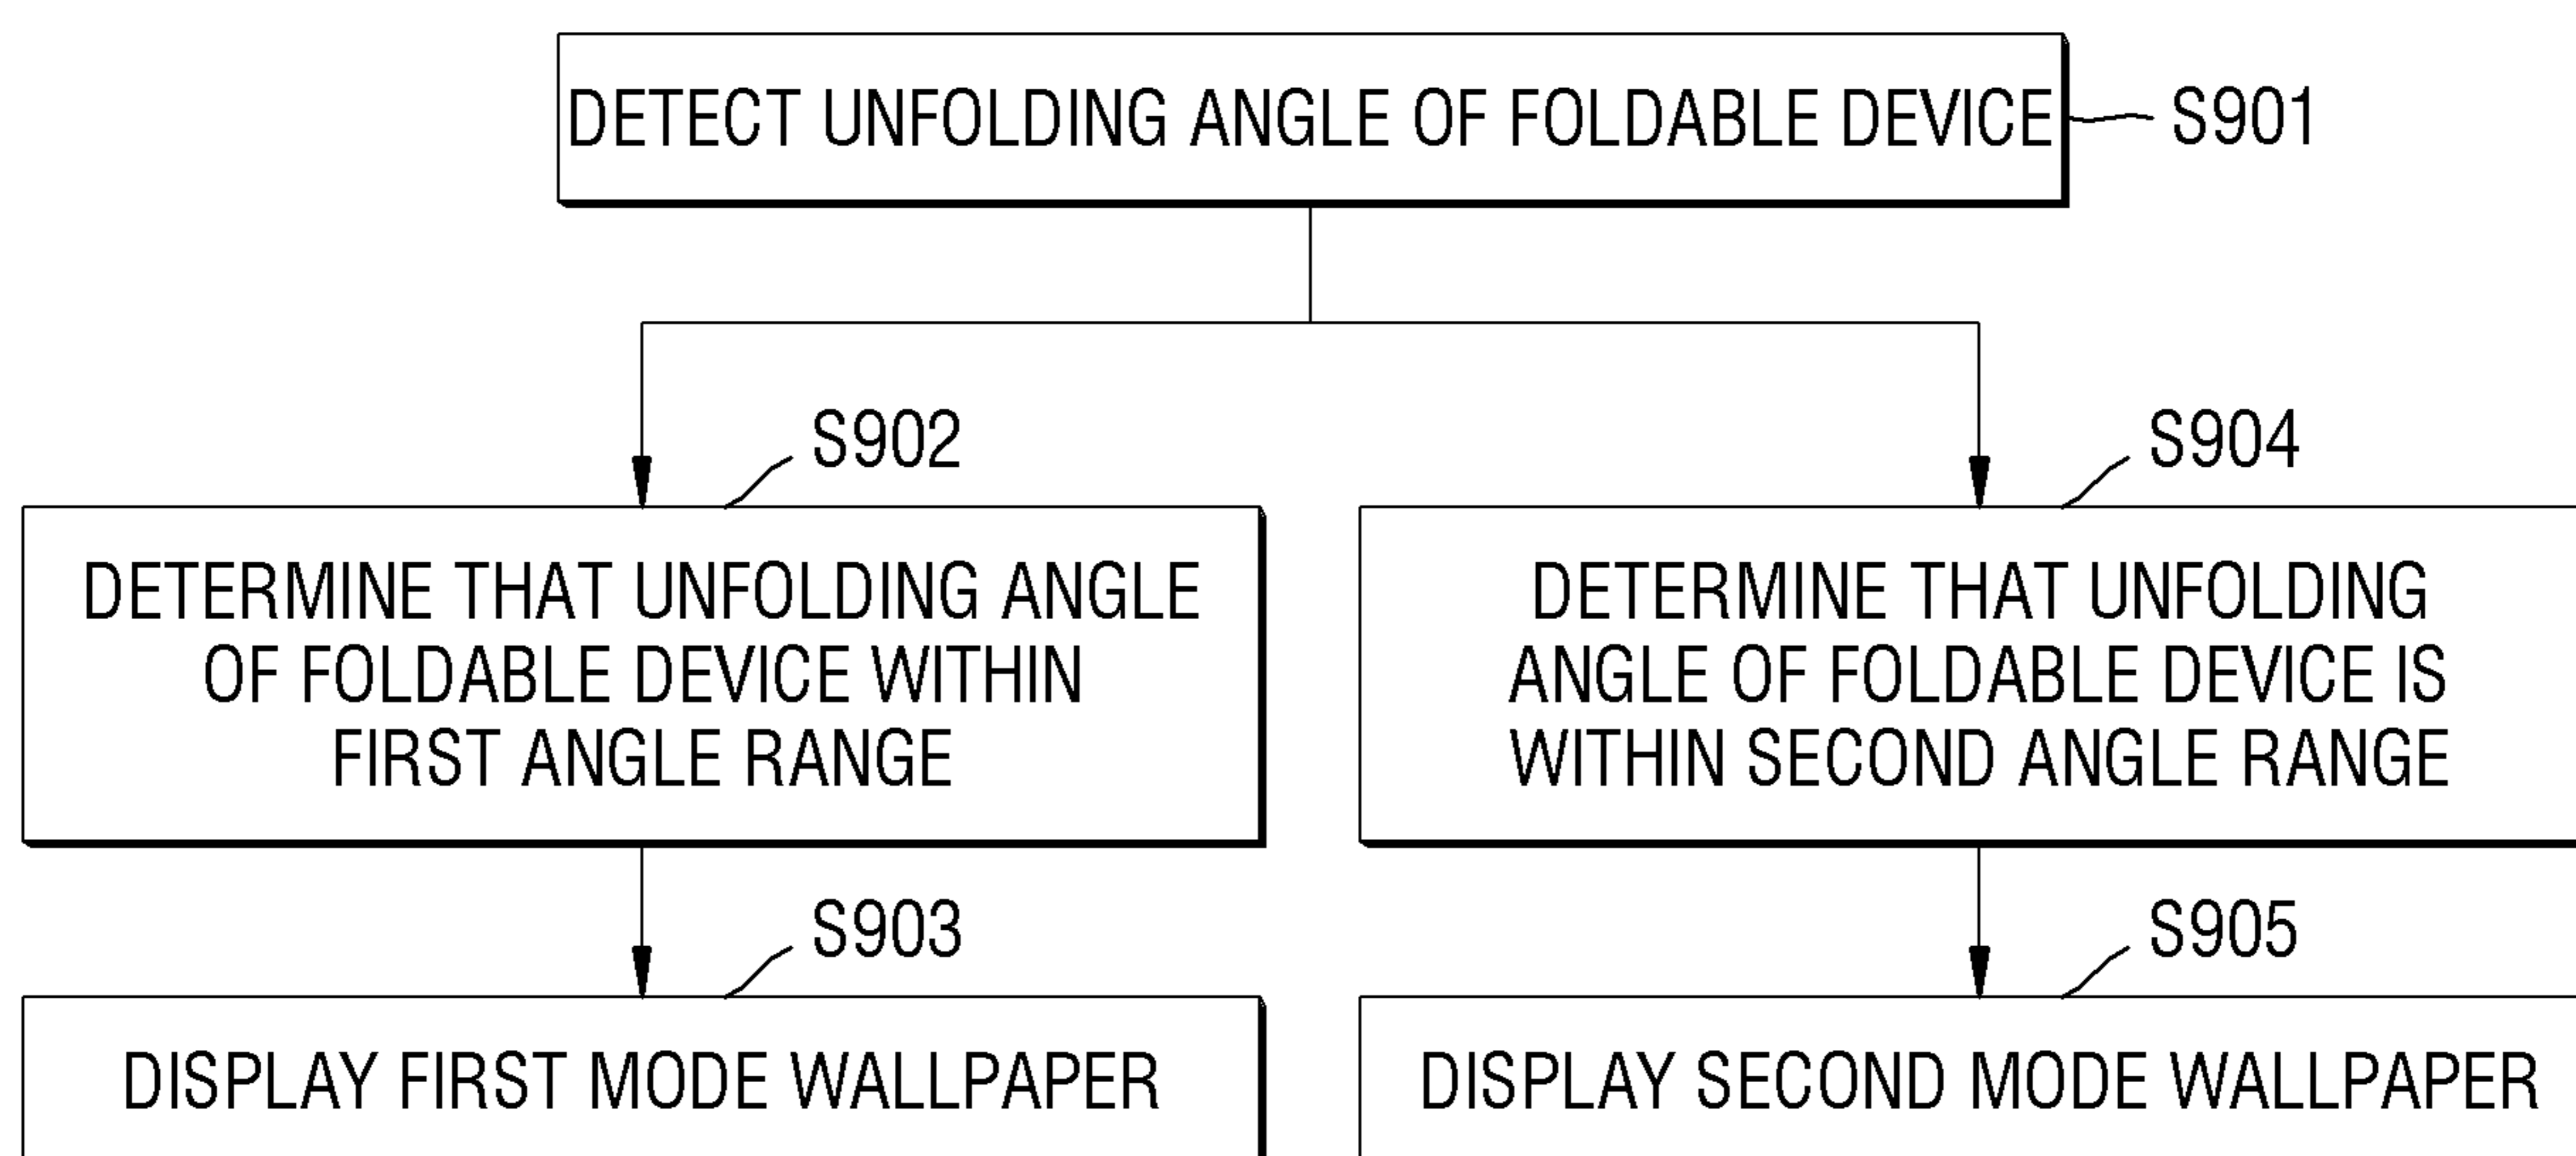 DETECT UNFOLDING ANGLE OF FOLDABLE DEVICE
S901
S902
DETERMINE THAT UNFOLDING ANGLE
OF FOLDABLE DEVICE WITHIN
FIRST ANGLE RANGE
S904
DETERMINE THAT UNFOLDING
ANGLE OF FOLDABLE DEVICE IS
WITHIN SECOND ANGLE RANGE
S903
DISPLAY FIRST MODE WALLPAPER
S905
DISPLAY SECOND MODE WALLPAPER